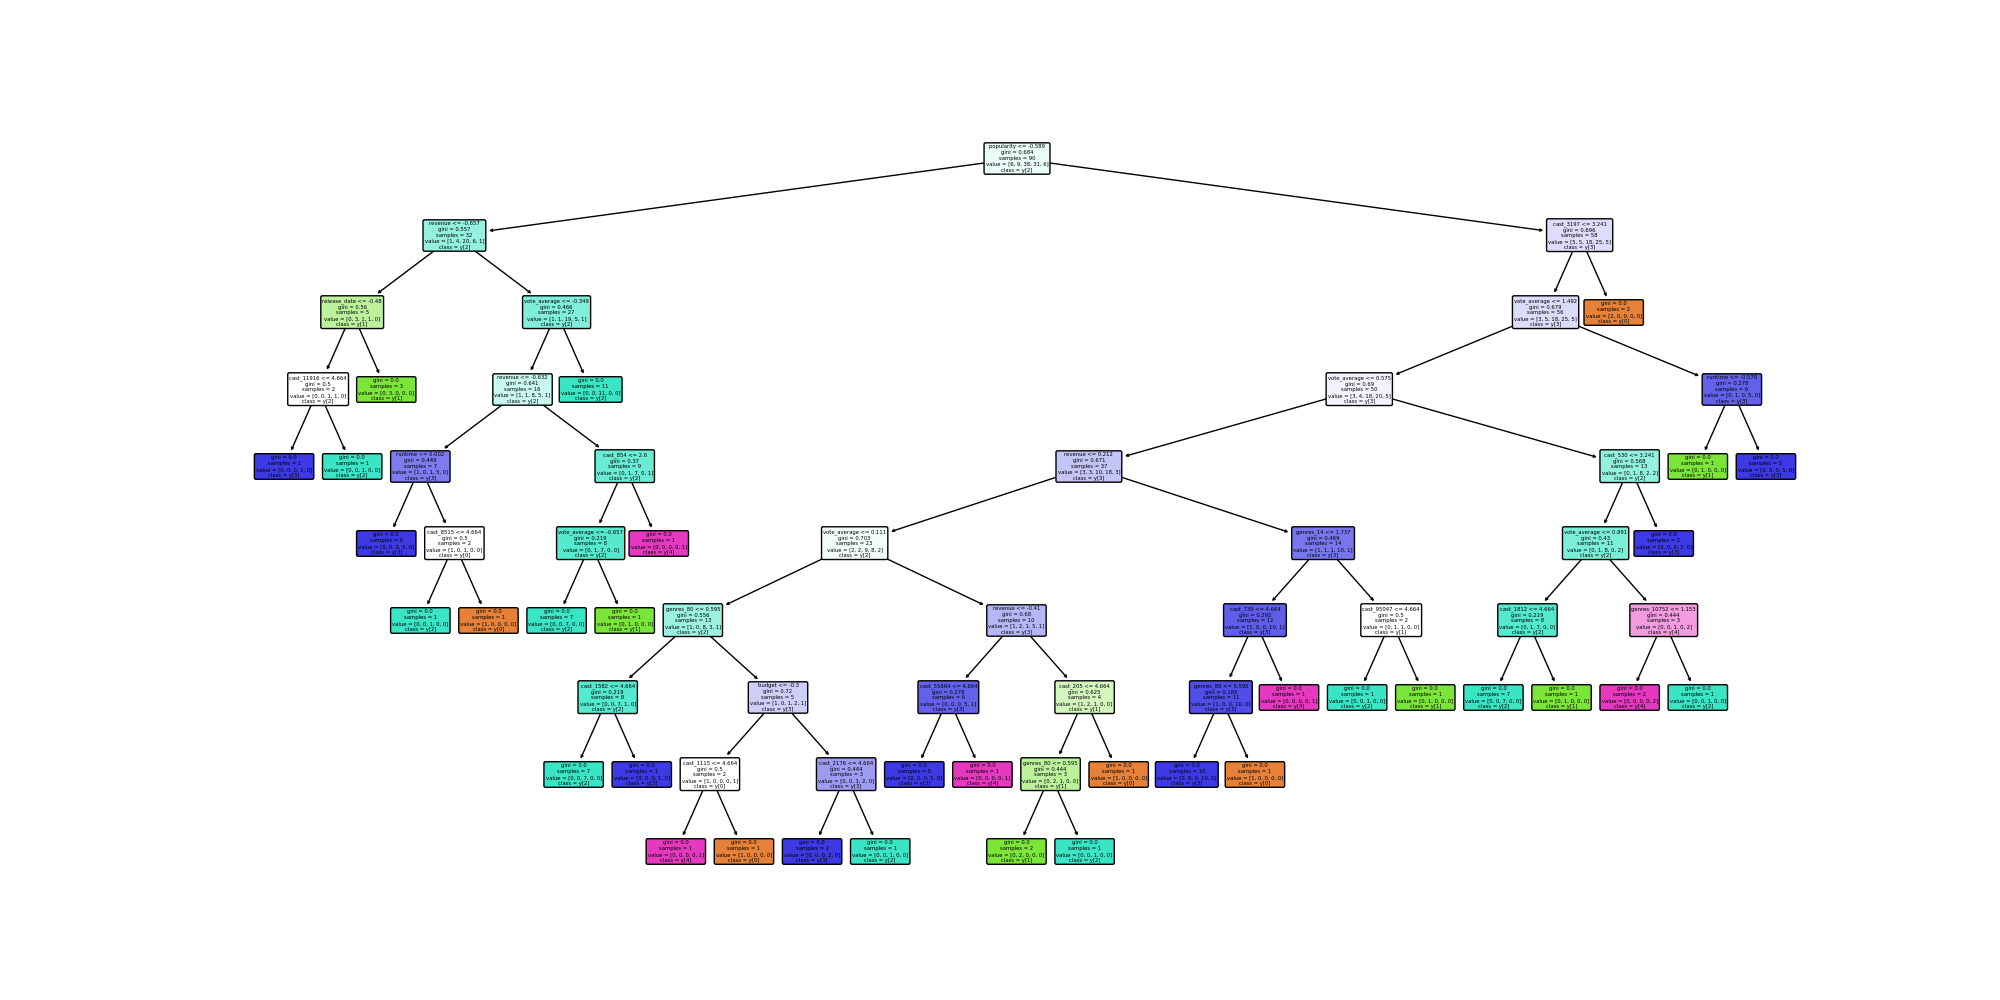 popularity <= -0.589
gini = 0.684
samples = 90
value = [6, 9, 38, 31, 6]
class = y[2]
revenue <= -0.657
gini = 0.557
samples = 32
value = [1, 4, 20, 6, 1]
class = y[2]
cast_3197 <= 3.241
gini = 0.696
samples = 58
value = [5, 5, 18, 25, 5]
class = y[3]
release_date <= -0.48
gini = 0.56
samples = 5
value = [0, 3, 1, 1, 0]
class = y[1]
vote_average <= -0.349
gini = 0.466
samples = 27
value = [1, 1, 19, 5, 1]
class = y[2]
vote_average <= 1.492
gini = 0.679
samples = 56
value = [3, 5, 18, 25, 5]
class = y[3]
gini = 0.0
samples = 2
value = [2, 0, 0, 0, 0]
class = y[0]
cast_11916 <= 4.664
gini = 0.5
samples = 2
value = [0, 0, 1, 1, 0]
class = y[2]
gini = 0.0
samples = 3
value = [0, 3, 0, 0, 0]
class = y[1]
revenue <= -0.632
gini = 0.641
samples = 16
value = [1, 1, 8, 5, 1]
class = y[2]
gini = 0.0
samples = 11
value = [0, 0, 11, 0, 0]
class = y[2]
vote_average <= 0.575
gini = 0.69
samples = 50
value = [3, 4, 18, 20, 5]
class = y[3]
runtime <= -0.578
gini = 0.278
samples = 6
value = [0, 1, 0, 5, 0]
class = y[3]
gini = 0.0
samples = 1
value = [0, 0, 0, 1, 0]
class = y[3]
gini = 0.0
samples = 1
value = [0, 0, 1, 0, 0]
class = y[2]
runtime <= 0.002
gini = 0.449
samples = 7
value = [1, 0, 1, 5, 0]
class = y[3]
cast_854 <= 2.6
gini = 0.37
samples = 9
value = [0, 1, 7, 0, 1]
class = y[2]
revenue <= 0.212
gini = 0.671
samples = 37
value = [3, 3, 10, 18, 3]
class = y[3]
cast_530 <= 3.241
gini = 0.568
samples = 13
value = [0, 1, 8, 2, 2]
class = y[2]
gini = 0.0
samples = 1
value = [0, 1, 0, 0, 0]
class = y[1]
gini = 0.0
samples = 5
value = [0, 0, 0, 5, 0]
class = y[3]
gini = 0.0
samples = 5
value = [0, 0, 0, 5, 0]
class = y[3]
cast_8515 <= 4.664
gini = 0.5
samples = 2
value = [1, 0, 1, 0, 0]
class = y[0]
vote_average <= -0.657
gini = 0.219
samples = 8
value = [0, 1, 7, 0, 0]
class = y[2]
gini = 0.0
samples = 1
value = [0, 0, 0, 0, 1]
class = y[4]
vote_average <= 0.111
gini = 0.703
samples = 23
value = [2, 2, 9, 8, 2]
class = y[2]
genres_14 <= 1.737
gini = 0.469
samples = 14
value = [1, 1, 1, 10, 1]
class = y[3]
vote_average <= 0.991
gini = 0.43
samples = 11
value = [0, 1, 8, 0, 2]
class = y[2]
gini = 0.0
samples = 2
value = [0, 0, 0, 2, 0]
class = y[3]
gini = 0.0
samples = 1
value = [0, 0, 1, 0, 0]
class = y[2]
gini = 0.0
samples = 1
value = [1, 0, 0, 0, 0]
class = y[0]
gini = 0.0
samples = 7
value = [0, 0, 7, 0, 0]
class = y[2]
gini = 0.0
samples = 1
value = [0, 1, 0, 0, 0]
class = y[1]
genres_80 <= 0.595
gini = 0.556
samples = 13
value = [1, 0, 8, 3, 1]
class = y[2]
revenue <= -0.41
gini = 0.68
samples = 10
value = [1, 2, 1, 5, 1]
class = y[3]
cast_739 <= 4.664
gini = 0.292
samples = 12
value = [1, 0, 0, 10, 1]
class = y[3]
cast_95047 <= 4.664
gini = 0.5
samples = 2
value = [0, 1, 1, 0, 0]
class = y[1]
cast_1812 <= 4.664
gini = 0.219
samples = 8
value = [0, 1, 7, 0, 0]
class = y[2]
genres_10752 <= 1.153
gini = 0.444
samples = 3
value = [0, 0, 1, 0, 2]
class = y[4]
cast_1582 <= 4.664
gini = 0.219
samples = 8
value = [0, 0, 7, 1, 0]
class = y[2]
budget <= -0.3
gini = 0.72
samples = 5
value = [1, 0, 1, 2, 1]
class = y[3]
cast_55664 <= 4.664
gini = 0.278
samples = 6
value = [0, 0, 0, 5, 1]
class = y[3]
cast_205 <= 4.664
gini = 0.625
samples = 4
value = [1, 2, 1, 0, 0]
class = y[1]
genres_80 <= 0.595
gini = 0.165
samples = 11
value = [1, 0, 0, 10, 0]
class = y[3]
gini = 0.0
samples = 1
value = [0, 0, 0, 0, 1]
class = y[4]
gini = 0.0
samples = 1
value = [0, 0, 1, 0, 0]
class = y[2]
gini = 0.0
samples = 1
value = [0, 1, 0, 0, 0]
class = y[1]
gini = 0.0
samples = 7
value = [0, 0, 7, 0, 0]
class = y[2]
gini = 0.0
samples = 1
value = [0, 1, 0, 0, 0]
class = y[1]
gini = 0.0
samples = 2
value = [0, 0, 0, 0, 2]
class = y[4]
gini = 0.0
samples = 1
value = [0, 0, 1, 0, 0]
class = y[2]
gini = 0.0
samples = 7
value = [0, 0, 7, 0, 0]
class = y[2]
gini = 0.0
samples = 1
value = [0, 0, 0, 1, 0]
class = y[3]
cast_1115 <= 4.664
gini = 0.5
samples = 2
value = [1, 0, 0, 0, 1]
class = y[0]
cast_2176 <= 4.664
gini = 0.444
samples = 3
value = [0, 0, 1, 2, 0]
class = y[3]
gini = 0.0
samples = 5
value = [0, 0, 0, 5, 0]
class = y[3]
gini = 0.0
samples = 1
value = [0, 0, 0, 0, 1]
class = y[4]
genres_80 <= 0.595
gini = 0.444
samples = 3
value = [0, 2, 1, 0, 0]
class = y[1]
gini = 0.0
samples = 1
value = [1, 0, 0, 0, 0]
class = y[0]
gini = 0.0
samples = 10
value = [0, 0, 0, 10, 0]
class = y[3]
gini = 0.0
samples = 1
value = [1, 0, 0, 0, 0]
class = y[0]
gini = 0.0
samples = 1
value = [0, 0, 0, 0, 1]
class = y[4]
gini = 0.0
samples = 1
value = [1, 0, 0, 0, 0]
class = y[0]
gini = 0.0
samples = 2
value = [0, 0, 0, 2, 0]
class = y[3]
gini = 0.0
samples = 1
value = [0, 0, 1, 0, 0]
class = y[2]
gini = 0.0
samples = 2
value = [0, 2, 0, 0, 0]
class = y[1]
gini = 0.0
samples = 1
value = [0, 0, 1, 0, 0]
class = y[2]